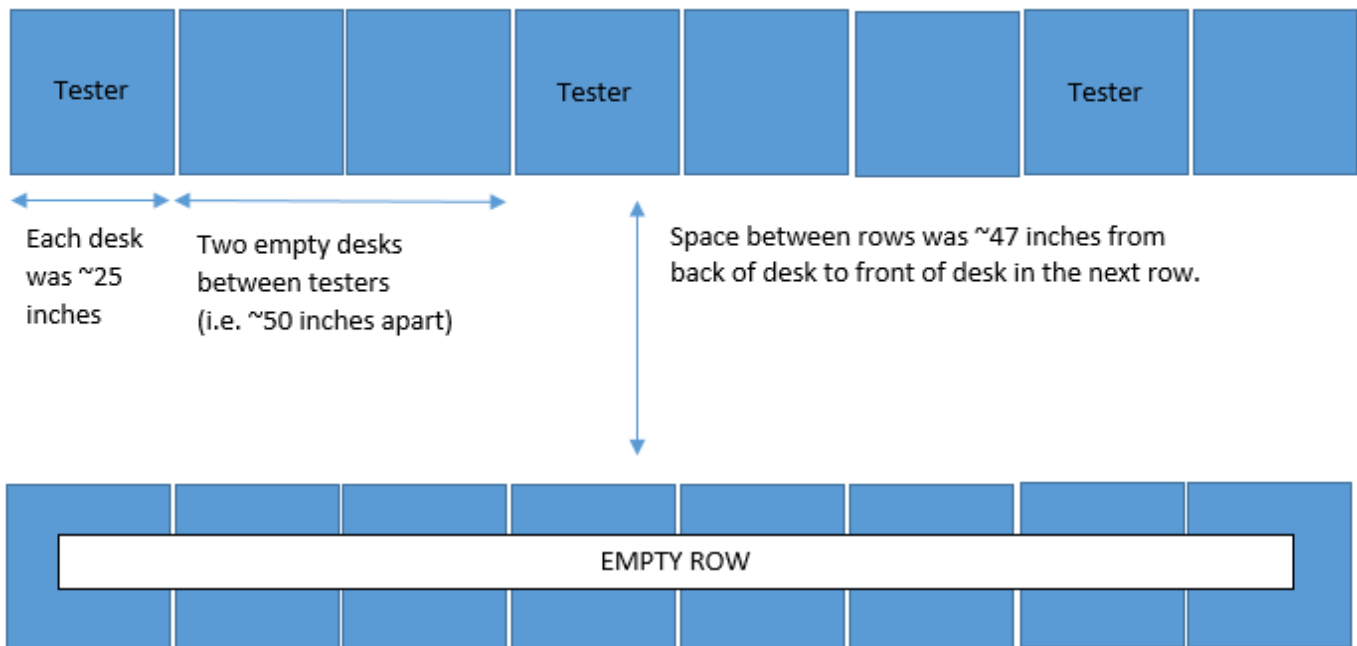 Tester
Tester
Tester
Each desk
was ~25
inches
Two empty desks
between testers
(i.e. ~50 inches apart)
Space between rows was ~47 inches from
back of desk to front of desk in the next row.
EMPTY ROW